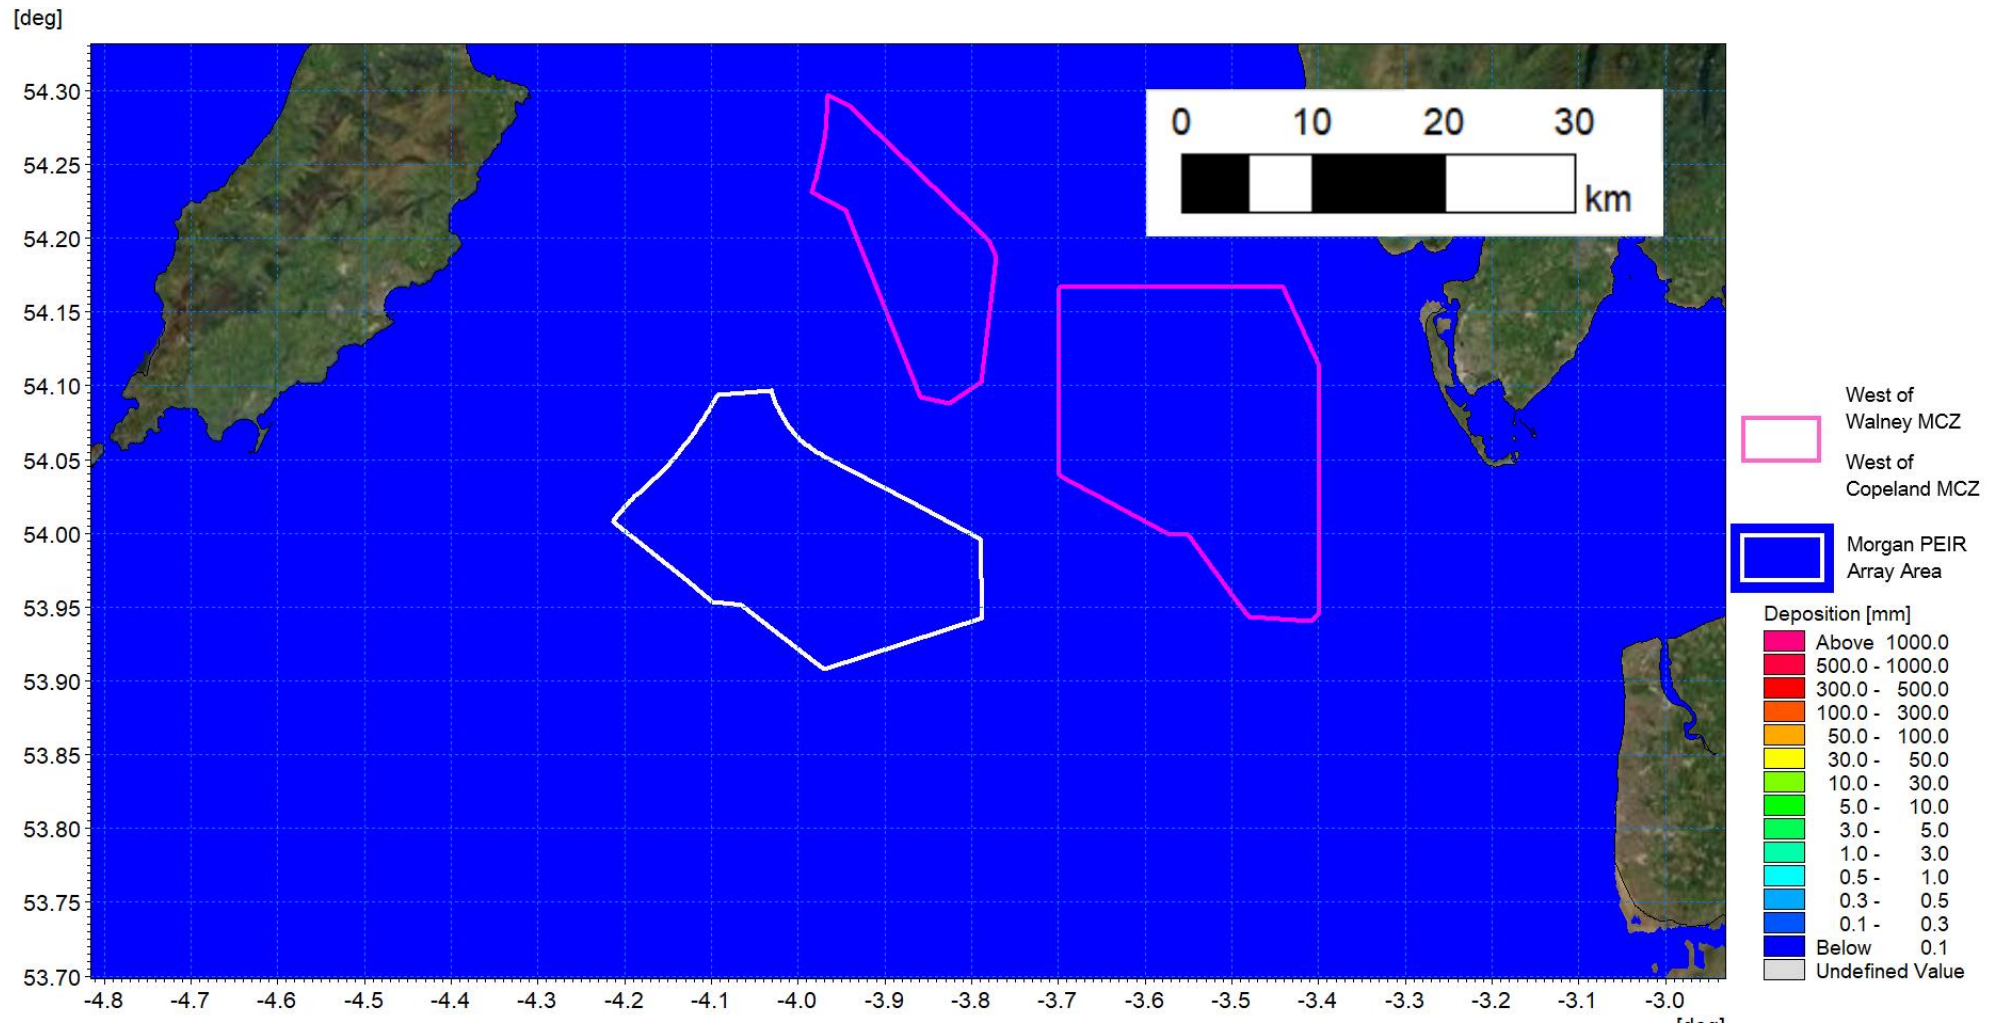 [deg]
54.30
54.25
54.20
54.15
54.10
54.05
54.00
53.95
53.90
53.85
53.80
53.75
53.70
-4.8 -4.7 -4.6 -4.5 -4.4 -4.3 -4.2 -4.1 -4.0 -3.9 -3.8 -3.7 -3.6 -3.5 -3.4 -3.3 -3.2 -3.1 -3.0
[deg]
0 10 20 30
km
West of
Walney MCZ
West of
Copeland MCZ
Morgan PEIR
Array Area
Deposition [mm]
Above 1000.0
500.0 - 1000.0
300.0 - 500.0
100.0 - 300.0
50.0 - 100.0
30.0 - 50.0
10.0 - 30.0
5.0 - 10.0
3.0 - 5.0
1.0 - 3.0
0.5 - 1.0
0.3 - 0.5
0.1 - 0.3
Below 0.1
Undefined Value